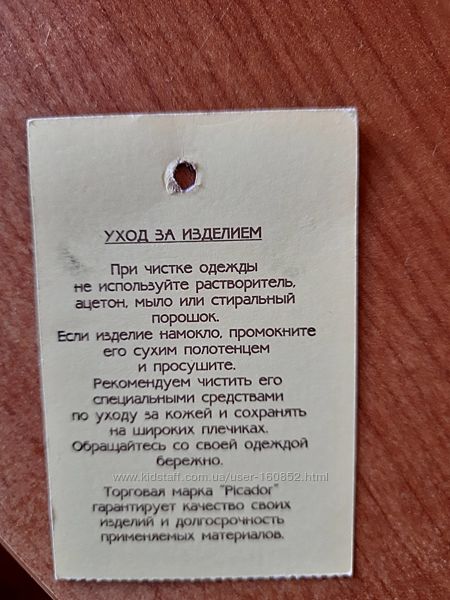 УХОД ЗА ИЗДЕЛИЕМ
При чистке одежды
не используйте растворитель,
ацетон, мыло или стиральный
порошок.
Если изделие намокло, промокните
его сухим полотенцем
и просушите.
Рекомендуем чистить его
специальными средствами
по уходу за кожей и сохранять
на широких плечиках.
Обращайтесь со своей одеждой
бережно.
www.kidstaff.com.ua/user-160852.html
Торговая марка "Picador"
гарантирует качество своих
изделий и долгосрочность
применяемых материалов.